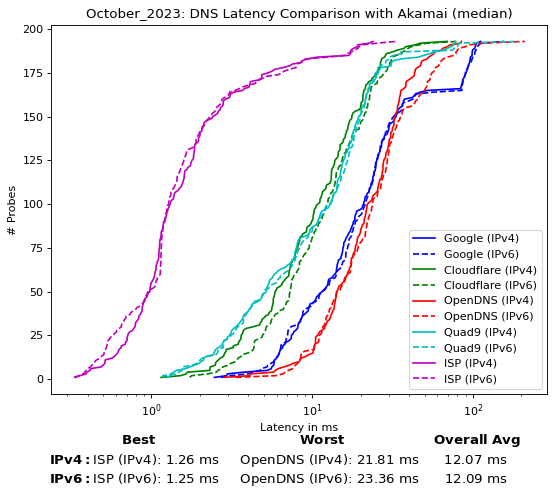 October_2023: DNS Latency Comparison with Akamai (median)
# Probes
200
175
150
125
100
75
50
25
0
Google (IPv4)
Google (IPv6)
Cloudflare (IPv4)
Cloudflare (IPv6)
OpenDNS (IPv4)
OpenDNS (IPv6)
Quad9 (IPv4)
Quad9 (IPv6)
ISP (IPv4)
ISP (IPv6)
10⁰ 10¹ 10²
Latency in ms
Best Worst Overall Avg
IPv4: ISP (IPv4): 1.26 ms OpenDNS (IPv4): 21.81 ms 12.07 ms
IPv6: ISP (IPv6): 1.25 ms OpenDNS (IPv6): 23.36 ms 12.09 ms